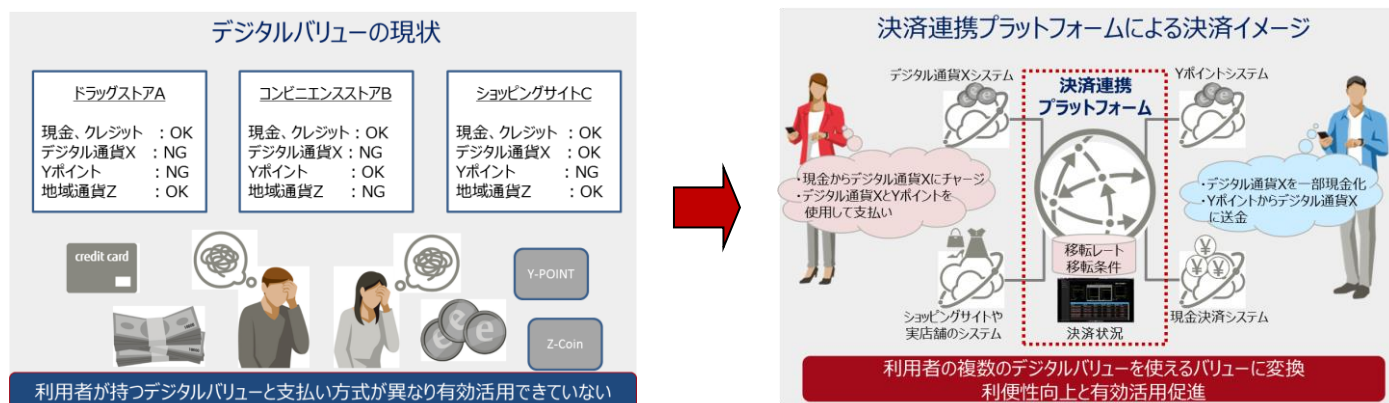 デジタルバリューの現状
ドラッグストアA
現金、クレジット : OK
デジタル通貨X : NG
Yポイント : NG
地域通貨Z : OK
コンビニエンスストアB
現金、クレジット : OK
デジタル通貨X : NG
Yポイント : OK
地域通貨Z : NG
ショッピングサイトC
現金、クレジット : OK
デジタル通貨X : OK
Yポイント : NG
地域通貨Z : OK
credit card
Y-POINT
Z-Coin
利用者が持つデジタルバリューと支払い方式が異なり有効活用できていない
決済連携プラットフォームによる決済イメージ
デジタル通貨Xシステム
決済連携
プラットフォーム
Yポイントシステム
・現金からデジタル通貨Xにチャージ
・デジタル通貨XとYポイントを
使用して支払い
・デジタル通貨Xを一部現金化
・Yポイントからデジタル通貨X
に送金
移転レート
移転条件
ショッピングサイトや
実店舗のシステム
決済状況
現金決済システム
利用者の複数のデジタルバリューを使えるバリューに変換
利便性向上と有効活用促進